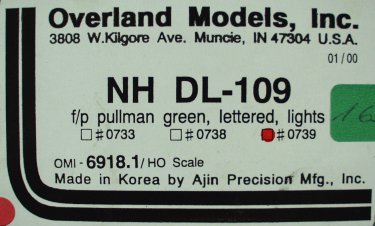 Overland Models, Inc.
3808 W.Kilgore Ave. Muncie, IN 47304 U.S.A.
01/00
NH DL-109
f/p pullman green, lettered, lights
#0733 #0738 #0739
16
OMI-6918.1/HO Scale
Made in Korea by Ajin Precision Mfg., Inc.